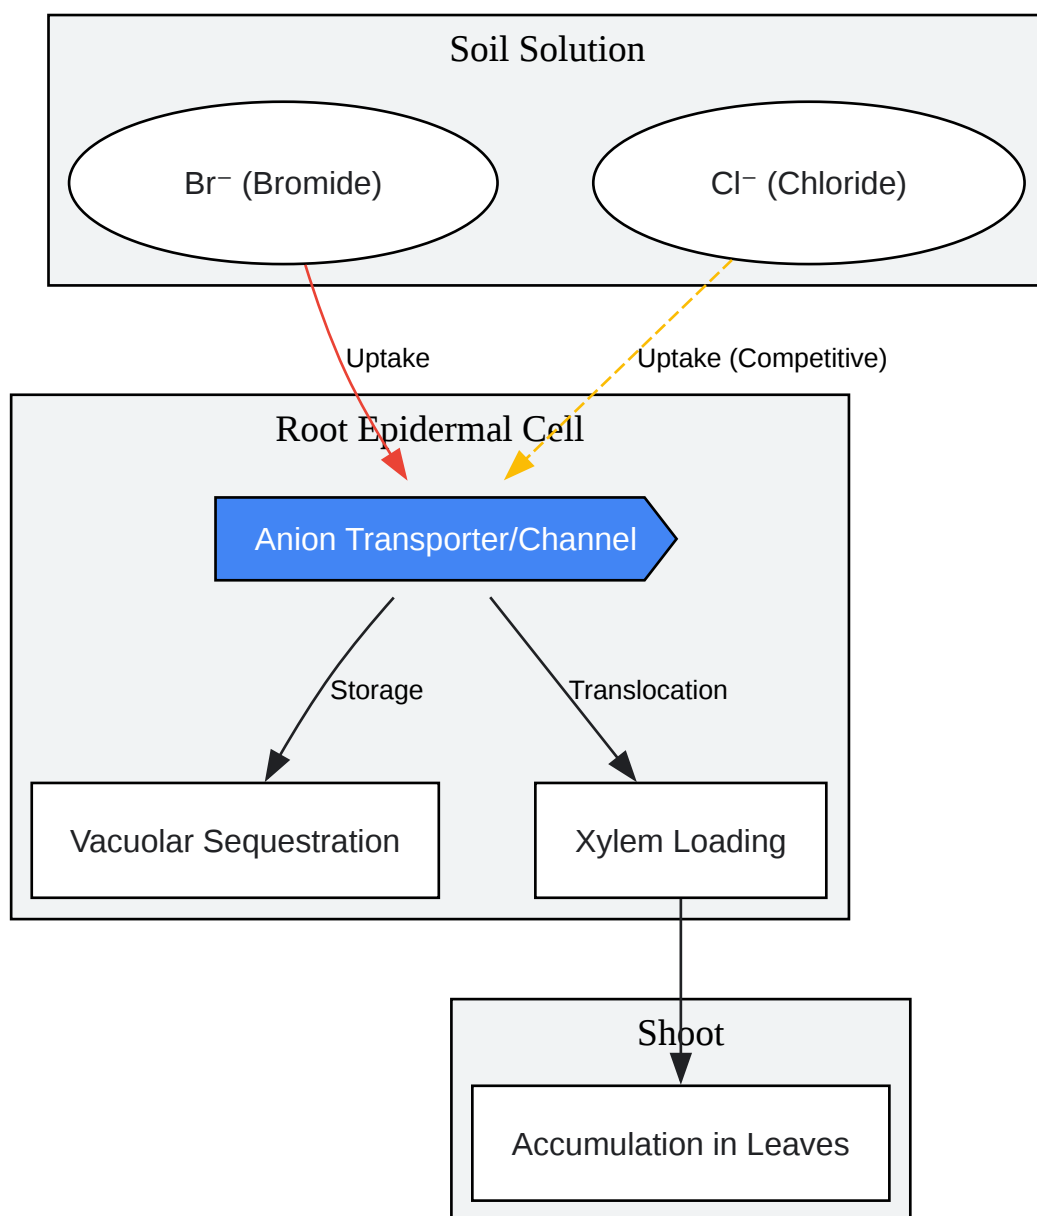 Soil Solution
Br⁻ (Bromide)
Cl⁻ (Chloride)
Uptake
Uptake (Competitive)
Root Epidermal Cell
Anion Transporter/Channel
Storage
Translocation
Vacuolar Sequestration
Xylem Loading
Shoot
Accumulation in Leaves